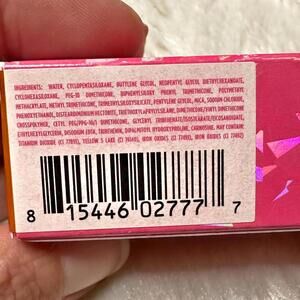 INGREDIENTS: WATER, CYCLOPENTASILOXANE, BUTYLENE GLYCOL, NEOPENTYL GLYCOL DIETHYLHEXANOATE,
CYCLOHEXASILOXANE, PEG-10 DIMETHICONE, DIPHENYLSILOXY PHENYL TRIMETHICONE, POLYMETHYL
METHACRYLATE, METHYL TRIMETHICONE, TRIMETHYLSILOXYSILICATE, PENTYLENE GLYCOL, MICA, SODIUM CHLORIDE,
PHENOXYETHANOL, DISTEARDIMONIUM HECTORITE, TRIETHOXYCAPRYLYLSILANE, DIMETHICONE/VINYL DIMETHICONE
CROSSPOLYMER, CETYL PEG/PPG-10/1 DIMETHICONE, GLYCERIN, TRIBEHENATE/ISOSTEARATE/EICOSANDIOATE,
ETHYLHEXYLGLYCERIN, DISODIUM EDTA, TRIBEHENIN, DIPALMITOYL HYDROXYPROLINE, CARNOSINE. MAY CONTAIN:
TITANIUM DIOXIDE (CI 77891), YELLOW 5 LAKE (CI 19140), IRON OXIDES (CI 77491), IRON OXIDES (CI 77492)
8 15446 02777 7